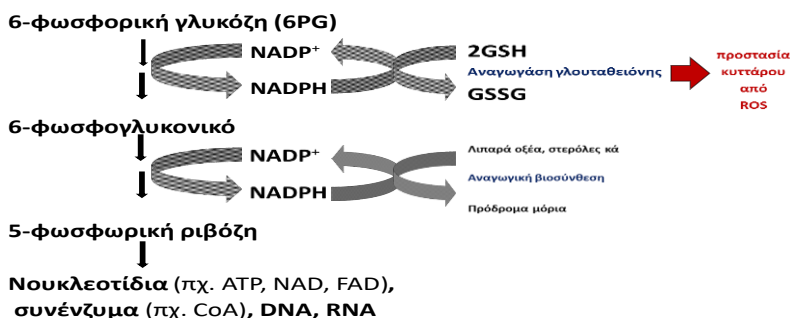 6-φωσφορική γλυκόζη (6PG)
NADP⁺
2GSH
Αναγωγάση γλουταθειόνης
NADPH
GSSG
προστασία
κυττάρου
από
ROS
6-φωσφογλυκονικό
NADP⁺
Λιπαρά οξέα, στερόλες κά
Αναγωγική βιοσύνθεση
NADPH
Πρόδρομα μόρια
5-φωσφωρική ριβόζη
Νουκλεοτίδια (πχ. ATP, NAD, FAD),
συνένζυμα (πχ. CoA), DNA, RNA